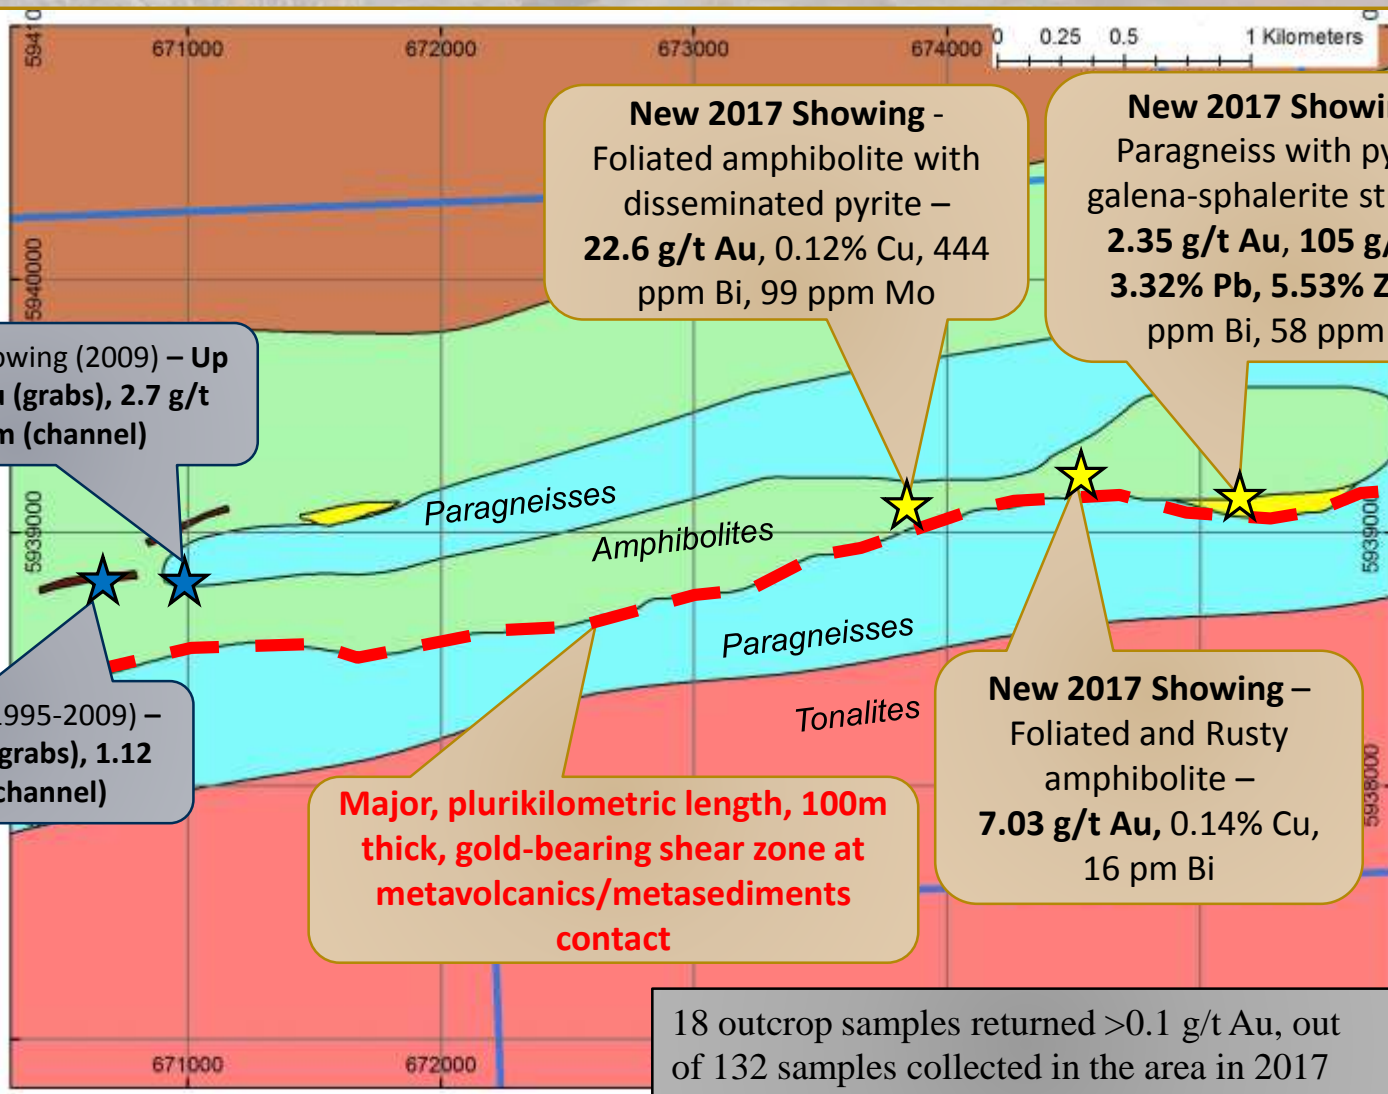 671000
672000
673000
674000
0 0.25 0.5 1 Kilometers
5940000
5939000
New 2017 Showing -
Foliated amphibolite with
disseminated pyrite –
22.6 g/t Au, 0.12% Cu, 444
ppm Bi, 99 ppm Mo
New 2017
Paragneiss with
galena-sphalerite
2.35 g/t Au, 105
3.32% Pb, 5.53%
ppm Bi, 58 ppm
(2009) – Up
(grabs), 2.7 g/t
(channel)
Paragneisses
Amphibolites
Paragneisses
Tonalites
5939000
5938000
1995-2009) –
grabs), 1.12
channel)
Major, plurikilometric length, 100m
thick, gold-bearing shear zone at
metavolcanics/metasediments
contact
New 2017 Showing –
Foliated and Rusty
amphibolite –
7.03 g/t Au, 0.14% Cu,
16 pm Bi
18 outcrop samples returned >0.1 g/t Au, out
of 132 samples collected in the area in 2017
671000
672000